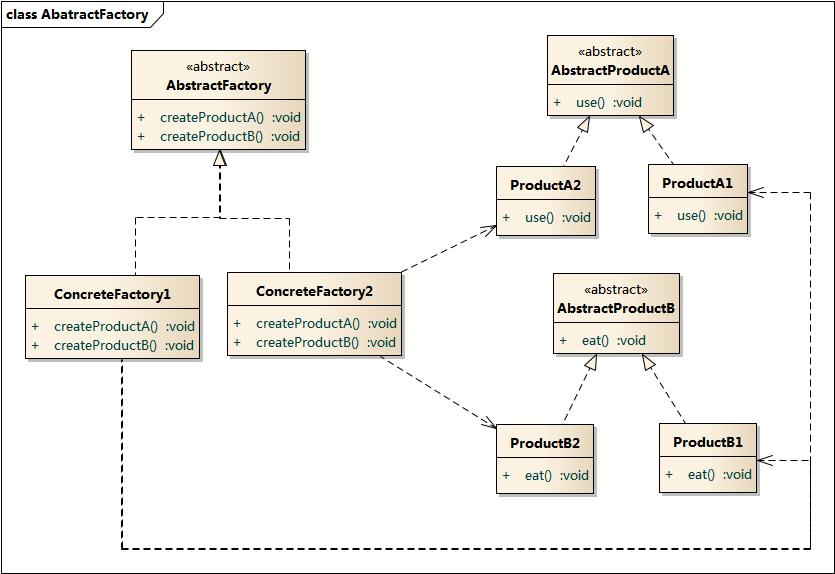 class AbatractFactory
«abstract»
AbstractFactory
+ createProductA() :void
+ createProductB() :void
«abstract»
AbstractProductA
+ use() :void
ProductA2
+ use() :void
ProductA1
+ use() :void
ConcreteFactory1
+ createProductA() :void
+ createProductB() :void
ConcreteFactory2
+ createProductA() :void
+ createProductB() :void
«abstract»
AbstractProductB
+ eat() :void
ProductB2
+ eat() :void
ProductB1
+ eat() :void